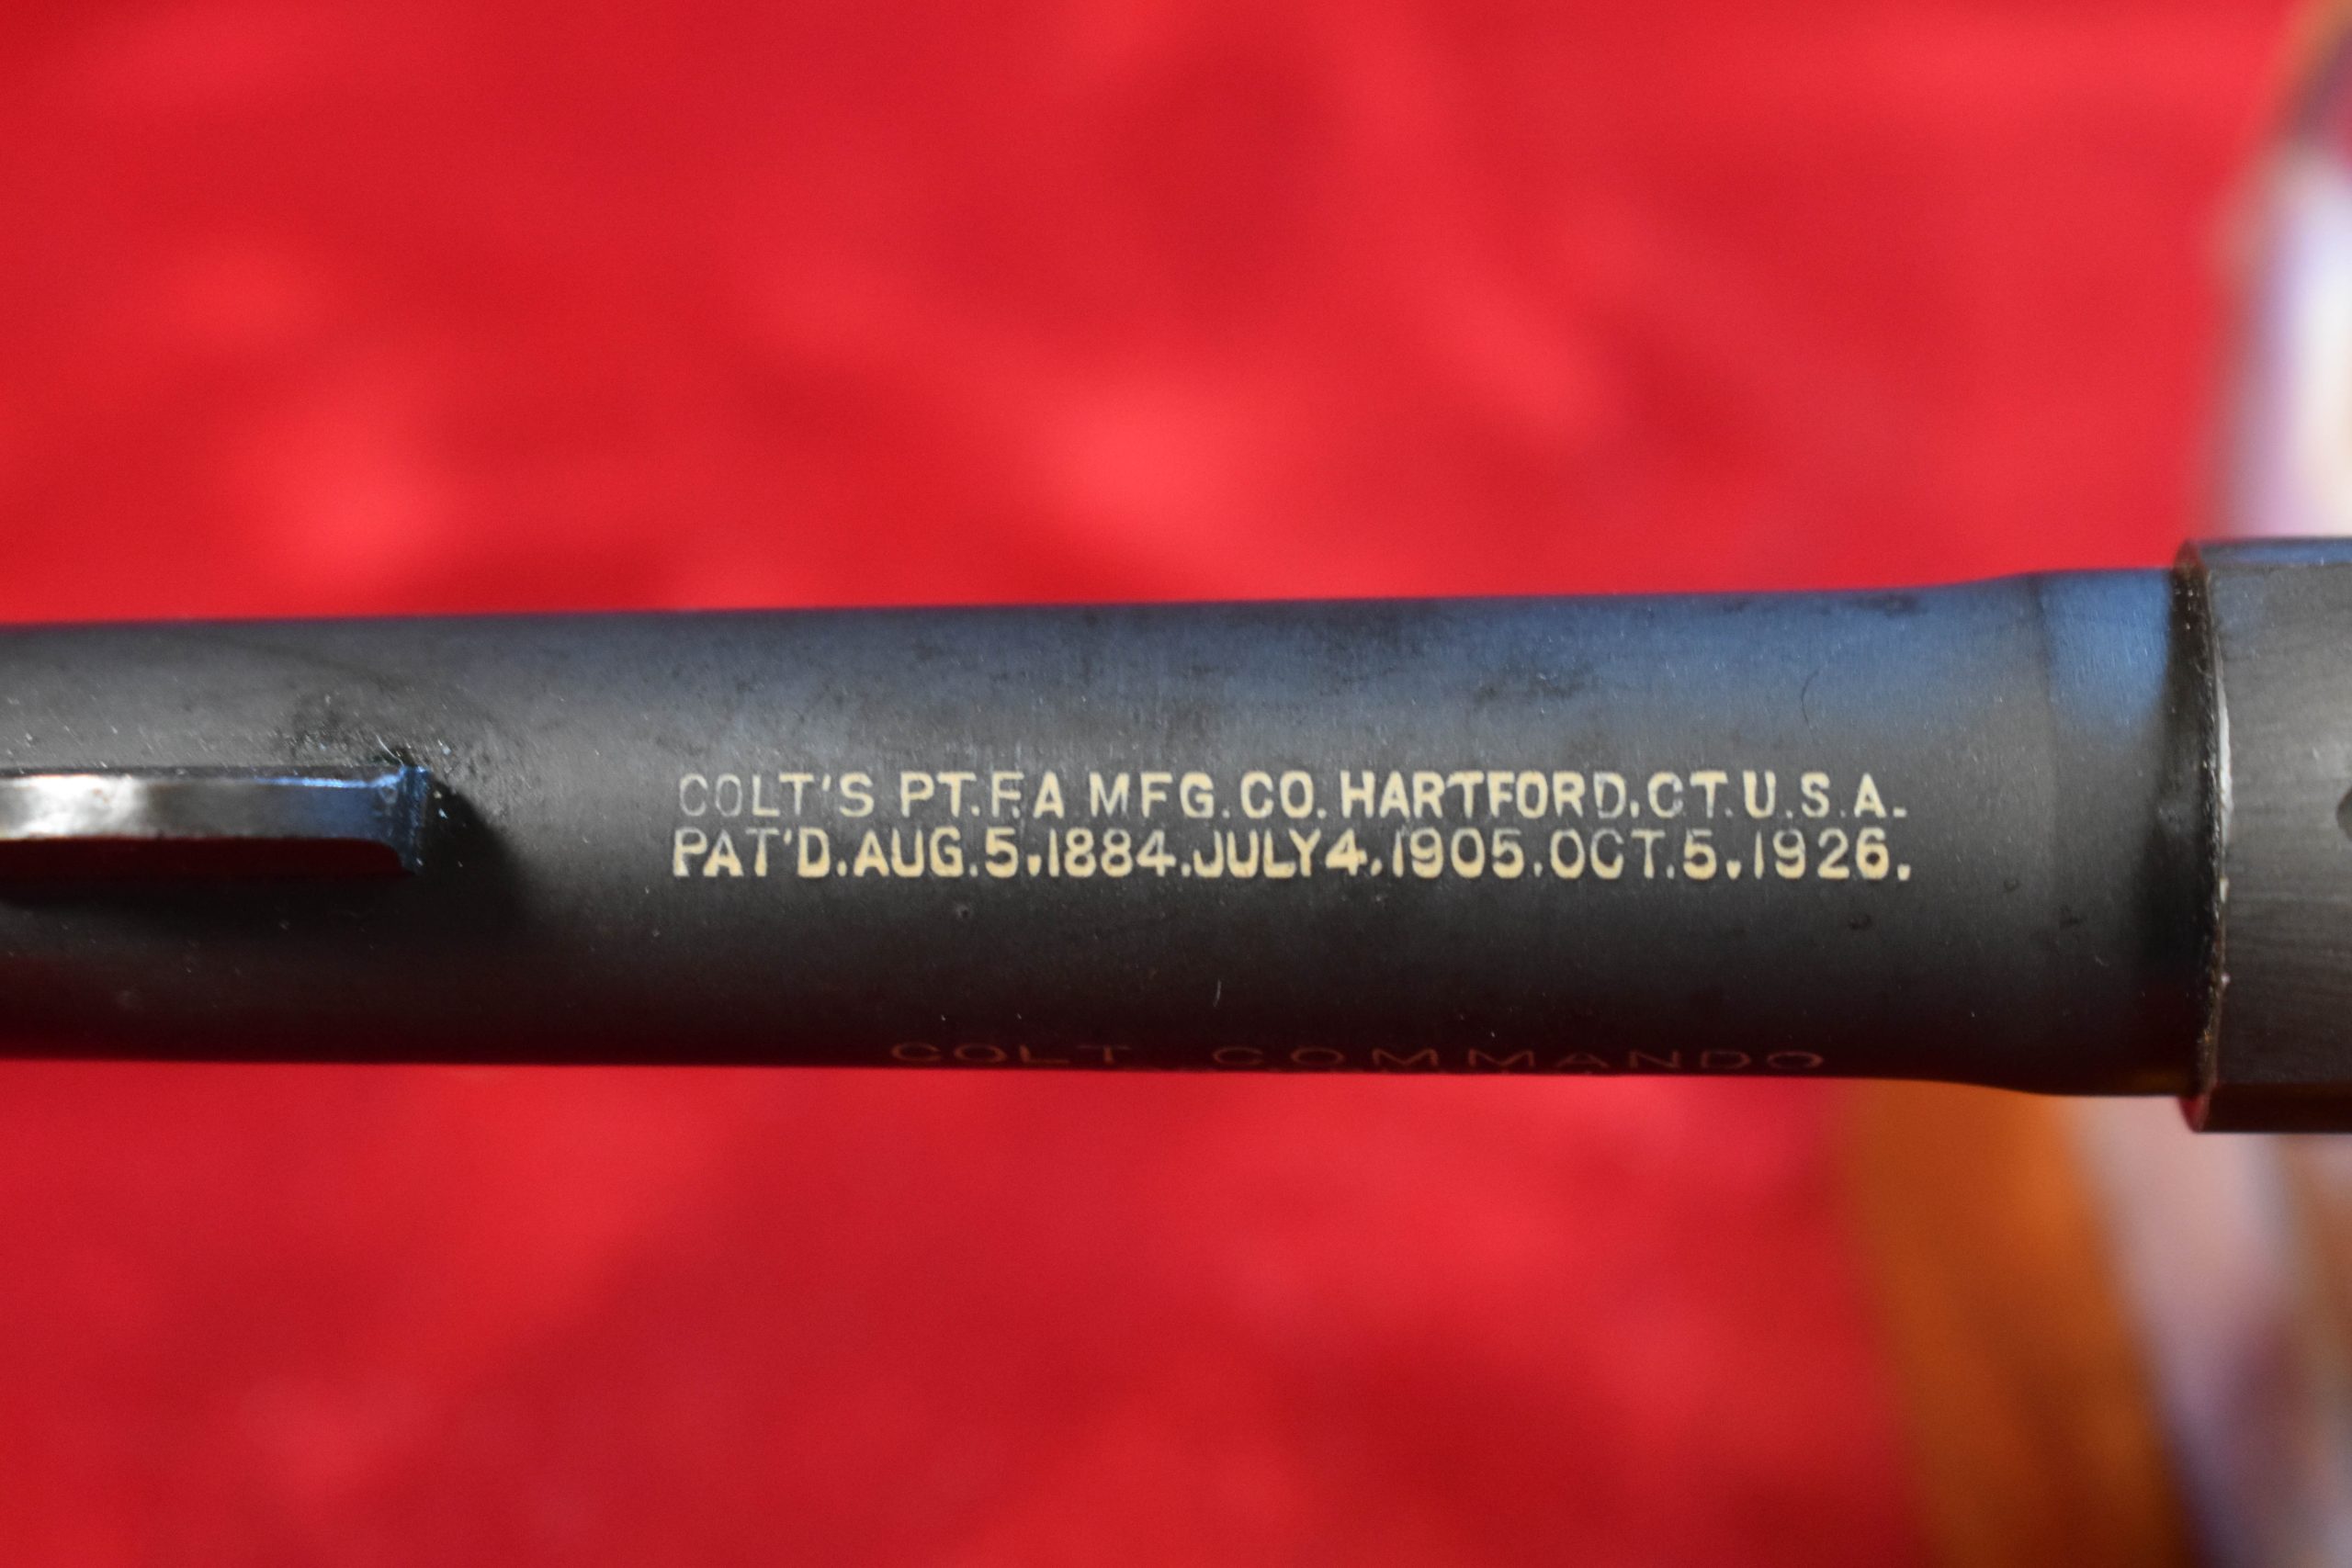 COLT'S PT.F.A MFG.CO.HARTFORD.CT.U.S.A.
PAT'D.AUG.5.1884.JULY4.1905.OCT.5.1926.
COLT COMMANDO